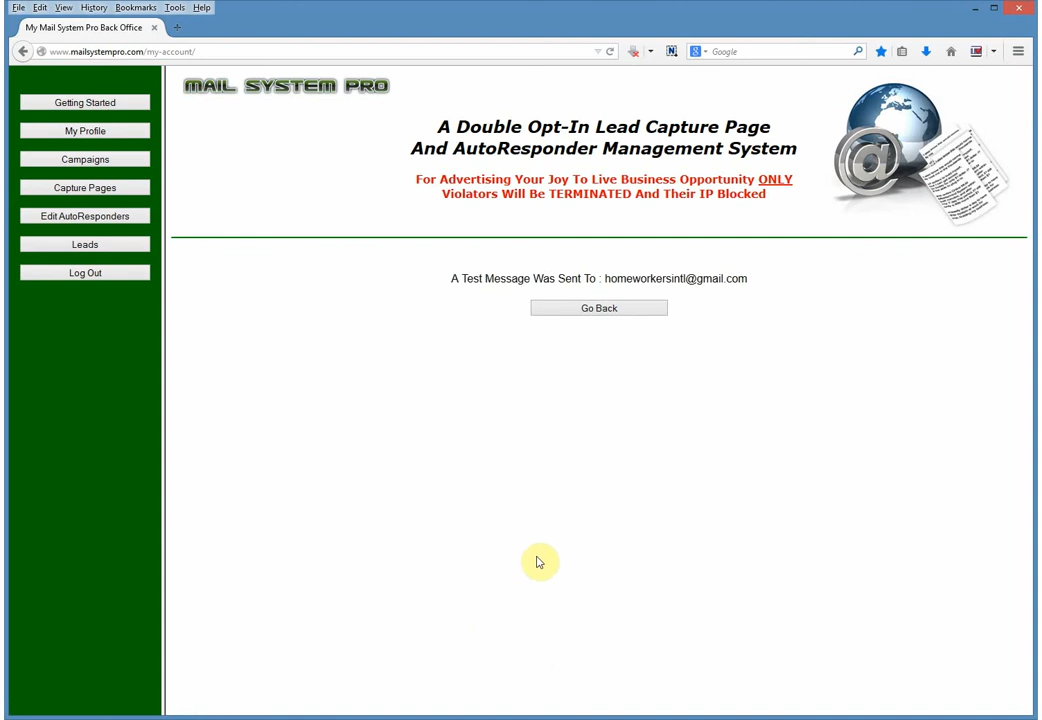 File Edit View History Bookmarks Tools Help
My Mail System Pro Back Office
www.mailsystempro.com/my-account/
Google
Getting Started
My Profile
Campaigns
Capture Pages
Edit AutoResponders
Leads
Log Out
MAIL SYSTEM PRO
A Double Opt-In Lead Capture Page
And AutoResponder Management System
For Advertising Your Joy To Live Business Opportunity ONLY
Violators Will Be TERMINATED And Their IP Blocked
@
A Test Message Was Sent To : homeworkersintl@gmail.com
Go Back